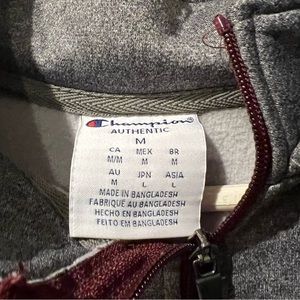 Champion
AUTHENTIC
M
CA MEX BR
M/M M M
AU JPN ASIA
M L L
MADE IN BANGLADESH
FABRIQUÉ AU BANGLADESH
HECHO EN BANGLADESH
FEITO EM BANGLADESH